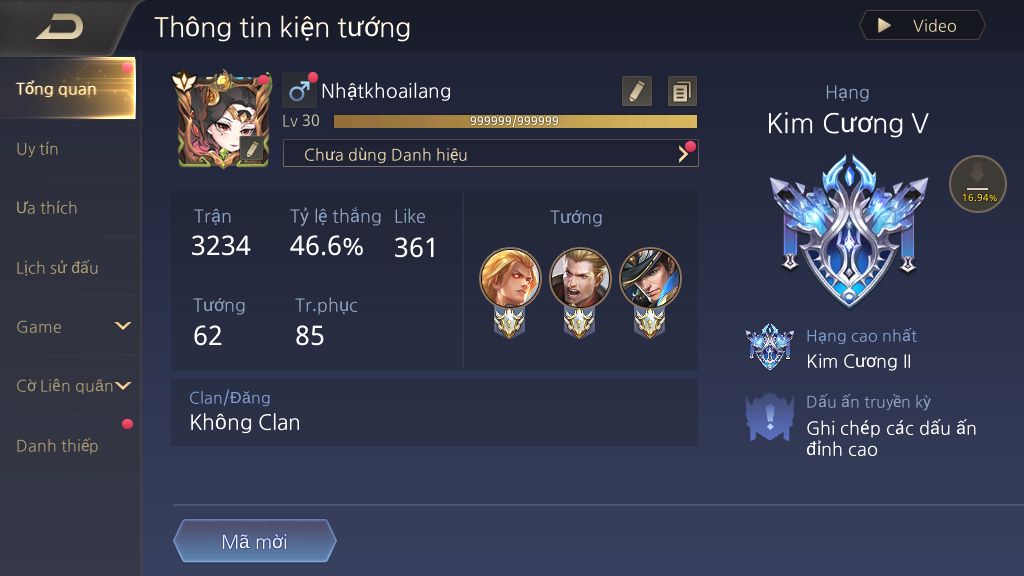 Thông tin kiện tướng
Video
Tổng quan
Uy tín
Ưa thích
Lịch sử đấu
Game
Cờ Liên quân
Danh thiếp
Nhậtkhoailang
Lv 30
999999/999999
Chưa dùng Danh hiệu
Trận
Tỷ lệ thắng
Like
3234
46.6%
361
Tướng
Tr.phục
62
85
Tướng
Clan/Đăng
Không Clan
Hạng
Kim Cương V
16.94%
Hạng cao nhất
Kim Cương II
Dấu ấn truyền kỳ
Ghi chép các dấu ấn
đỉnh cao
Mã mời